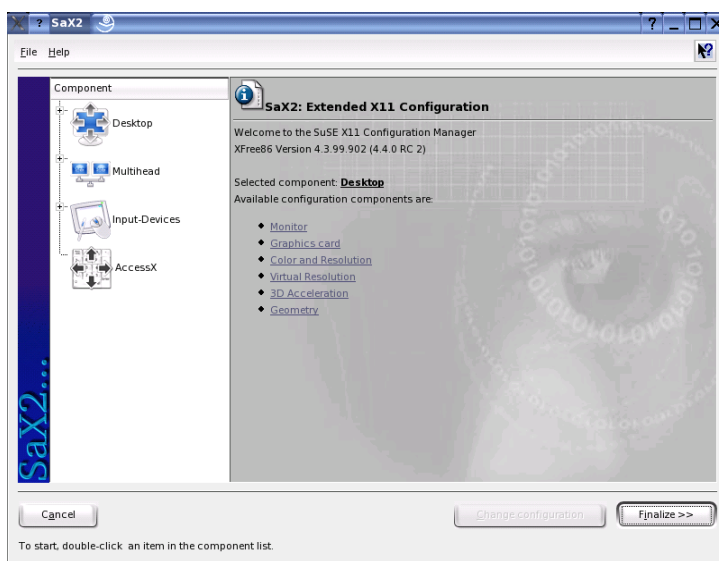 SaX2
File Help
Component
Desktop
Multihead
Input-Devices
AccessX
SaX2...
SaX2: Extended X11 Configuration
Welcome to the SuSE X11 Configuration Manager
XFree86 Version 4.3.99.902 (4.4.0 RC 2)
Selected component: Desktop
Available configuration components are:
Monitor
Graphics card
Color and Resolution
Virtual Resolution
3D Acceleration
Geometry
Cancel
Change configuration
Finalize >>
To start, double-click an item in the component list.